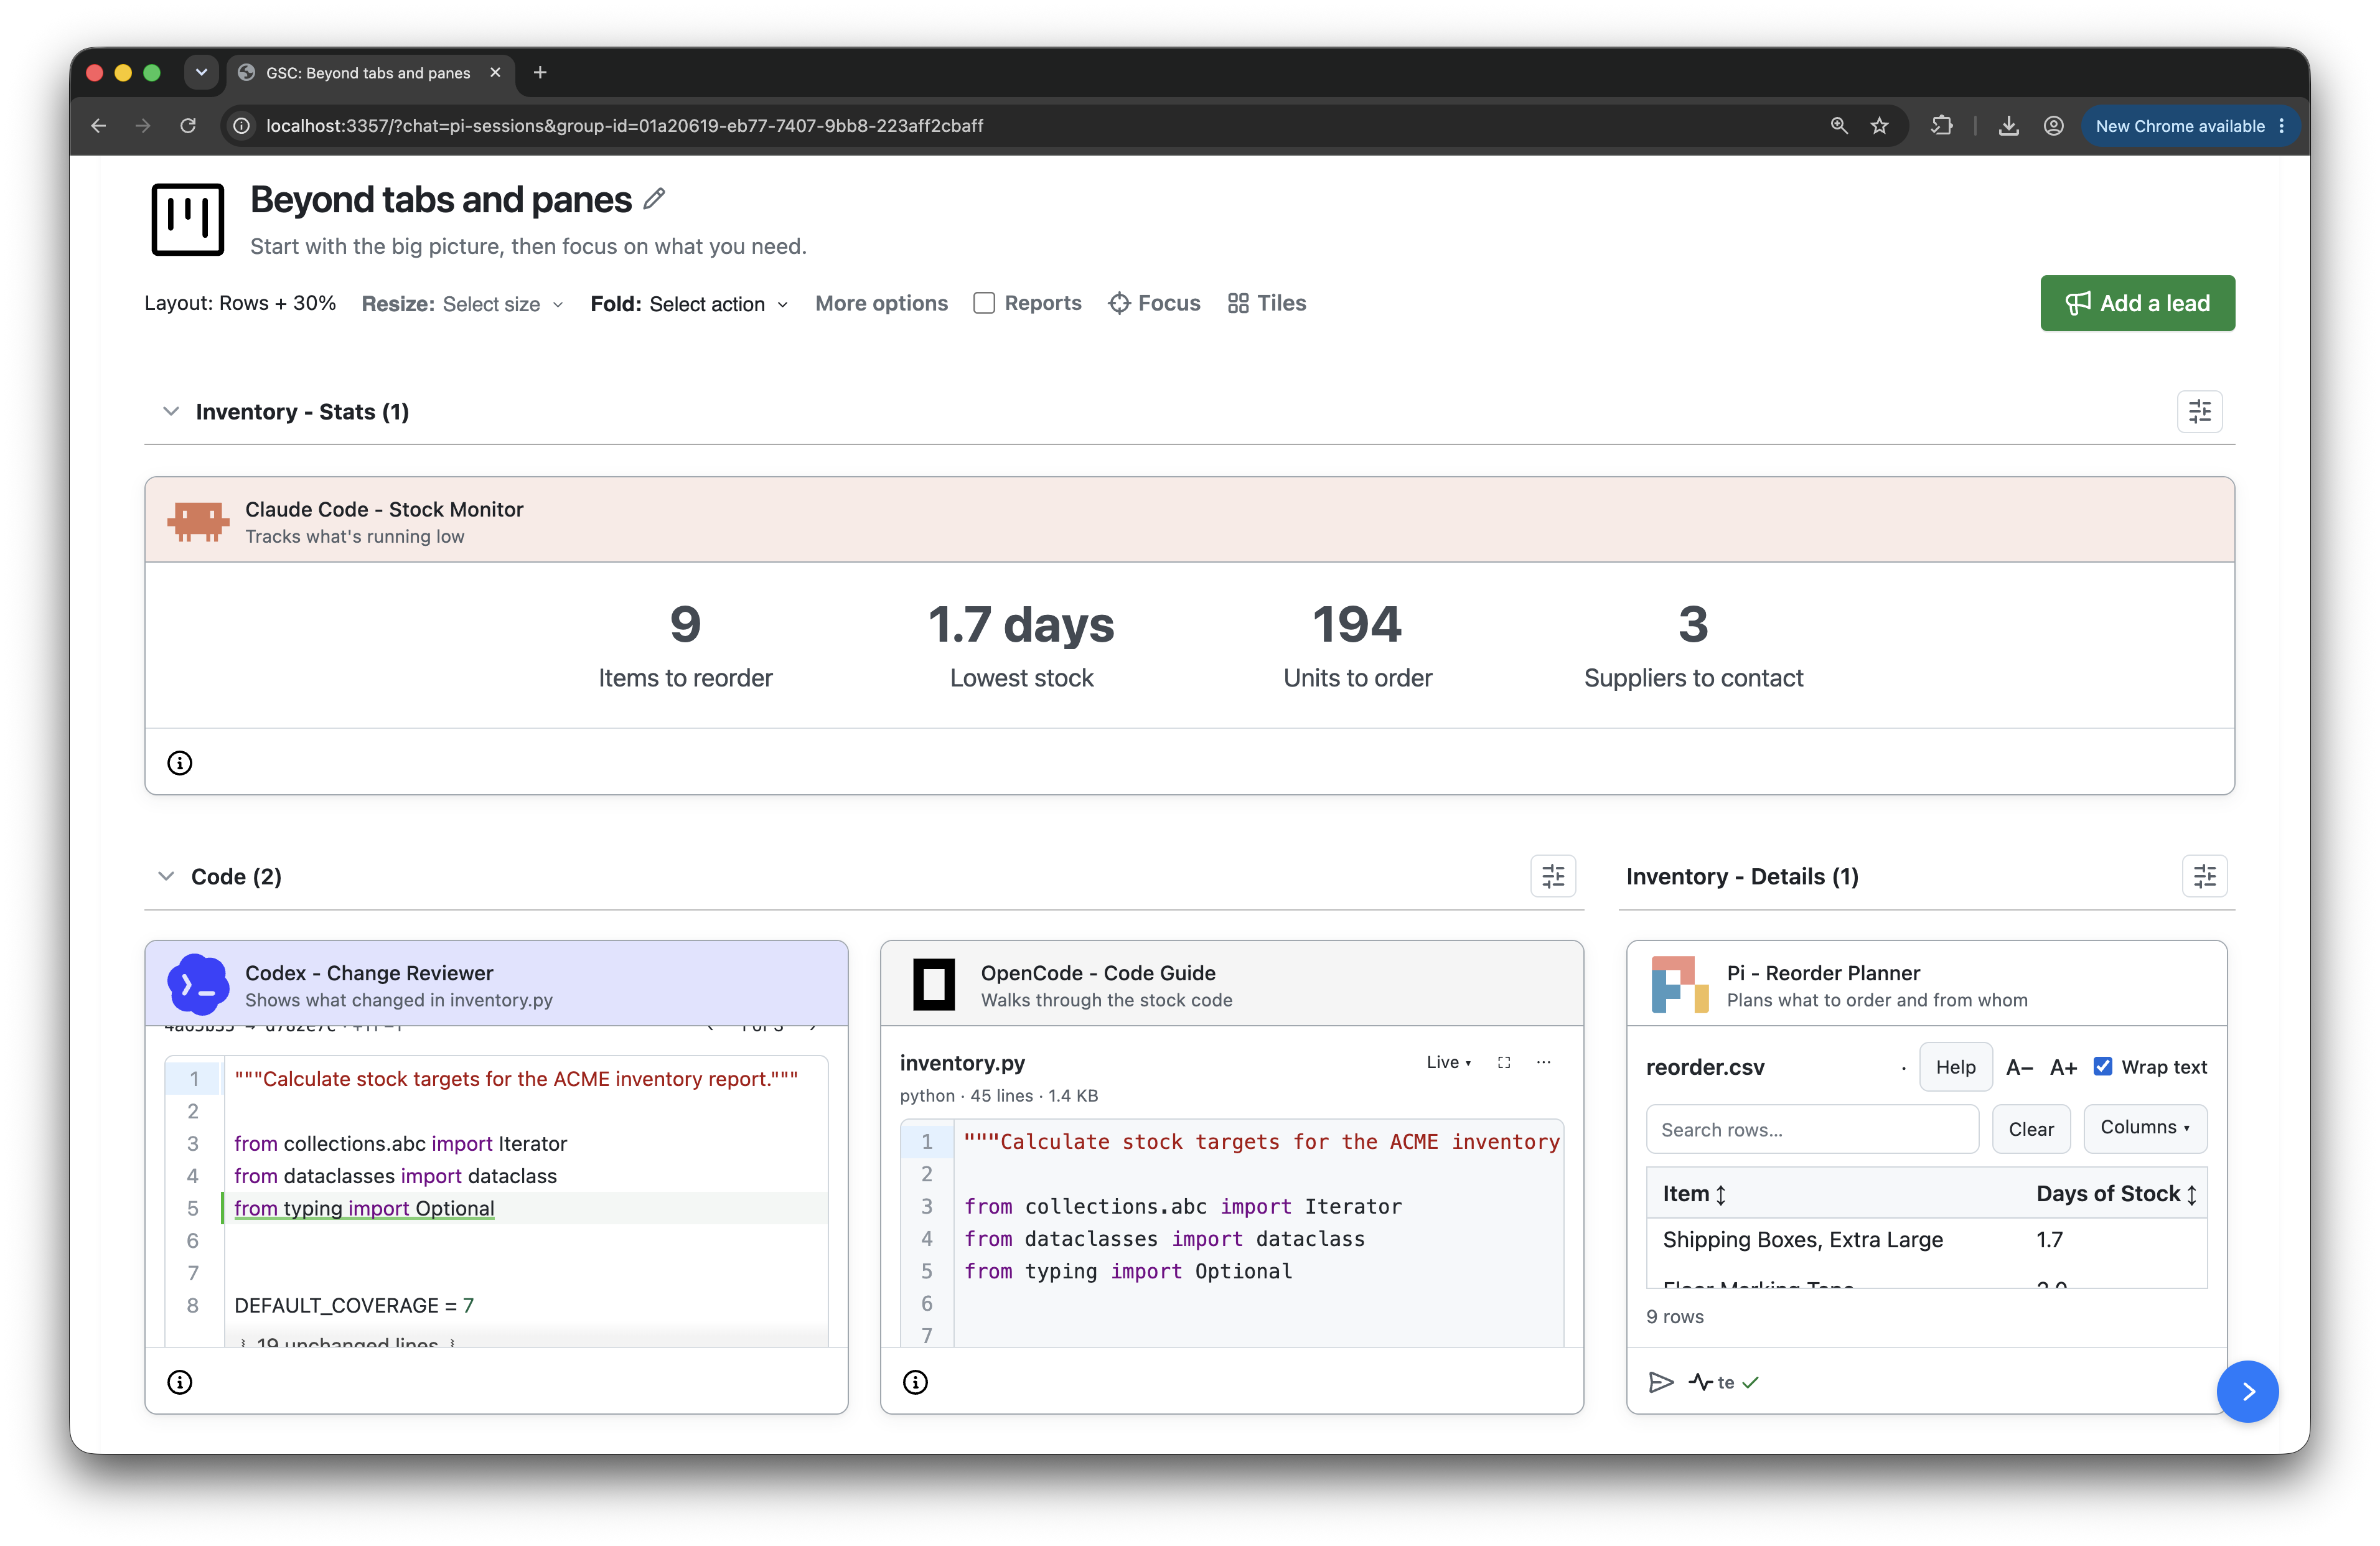 GSC: Beyond tabs and panes
localhost:3357/?chat=pi-sessions&group-id=01a20619-eb77-7407-9bb8-223aff2cbaff
New Chrome available
Beyond tabs and panes
Start with the big picture, then focus on what you need.
Layout: Rows + 30% Resize: Select size Fold: Select action More options Reports Focus Tiles
Add a lead
Inventory - Stats (1)
Claude Code - Stock Monitor
Tracks what's running low
9 1.7 days 194 3
Items to reorder Lowest stock Units to order Suppliers to contact
Code (2)
Codex - Change Reviewer
Shows what changed in inventory.py
1 """Calculate stock targets for the ACME inventory report."""
2
3 from collections.abc import Iterator
4 from dataclasses import dataclass
5 from typing import Optional
6
7
8 DEFAULT_COVERAGE = 7
19 unchanged lines
OpenCode - Code Guide
Walks through the stock code
inventory.py Live ···
python · 45 lines · 1.4 KB
1 """Calculate stock targets for the ACME inventory
2
3 from collections.abc import Iterator
4 from dataclasses import dataclass
5 from typing import Optional
6
7
Inventory - Details (1)
Pi - Reorder Planner
Plans what to order and from whom
reorder.csv · Help A– A+ Wrap text
Search rows... Clear Columns
Item Days of Stock
Shipping Boxes, Extra Large 1.7
Floor Marking Tape 2.0
9 rows
te